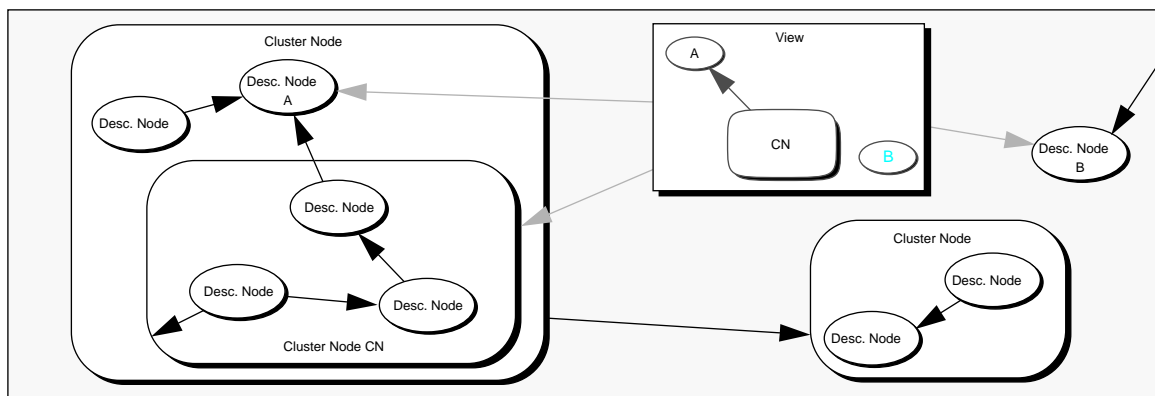 Cluster Node
Desc. Node
A
Desc. Node
Desc. Node
Desc. Node
Desc. Node
Cluster Node CN
View
A
CN
B
Desc. Node
B
Cluster Node
Desc. Node
Desc. Node